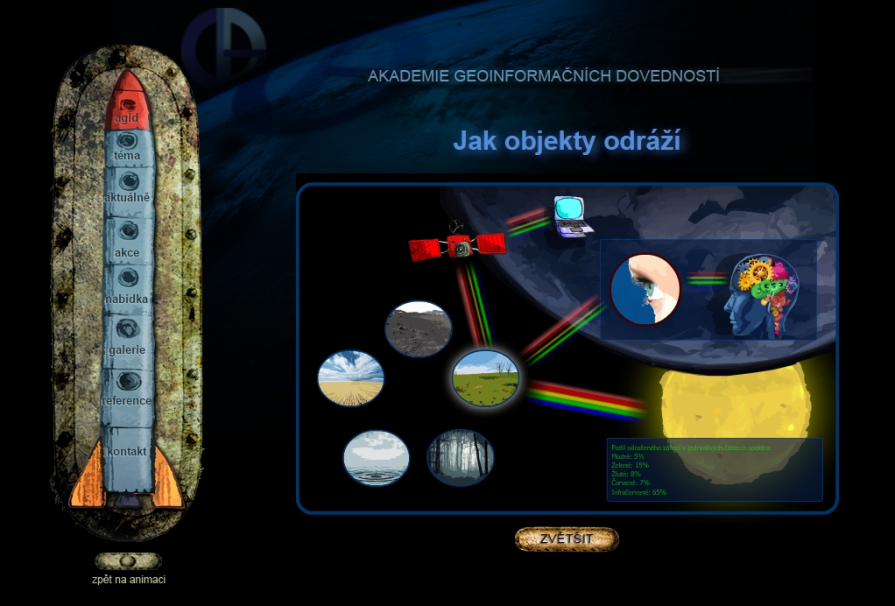 AKADEMIE GEOINFORMAČNÍCH DOVEDNOSTÍ
Jak objekty odráží
agid
téma
aktuálně
akce
nabídka
galerie
reference
kontakt
Podíl odraženého záření v jednotlivých částech spektra:
Modré: 5%
Zelené: 15%
Žluté: 8%
Červené: 7%
Infračervené: 65%
ZVĚTŠIT
zpět na animaci